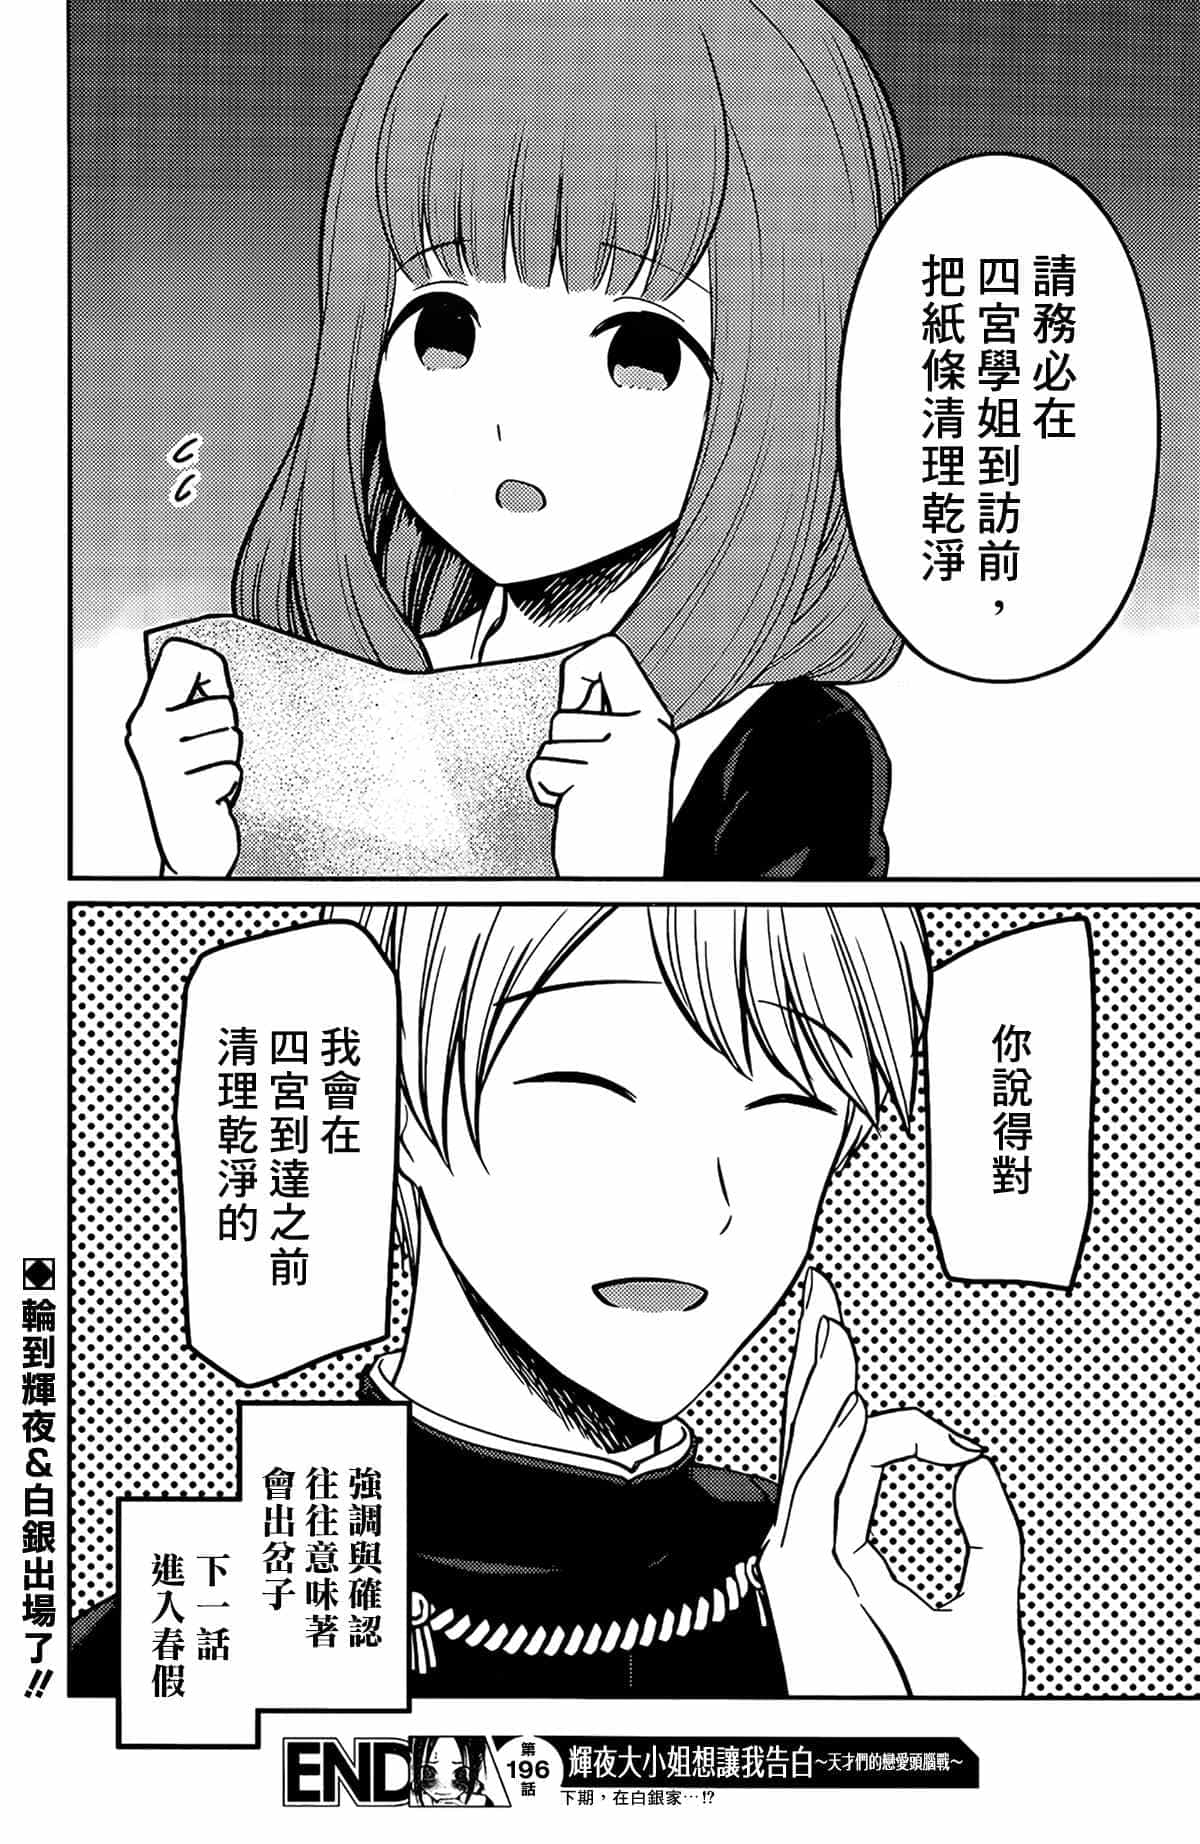 請務必在
四宮學姐到訪前，
把紙條清理乾淨
你說得對
我會在
四宮到達之前
清理乾淨的
強調與確認
往往意味著
會出岔子
下一話
進入春假
輪到輝夜&白銀出場了!!
END
第196話
輝夜大小姐想讓我告白～天才們的戀愛頭腦戰～
下期，在白銀家…!?